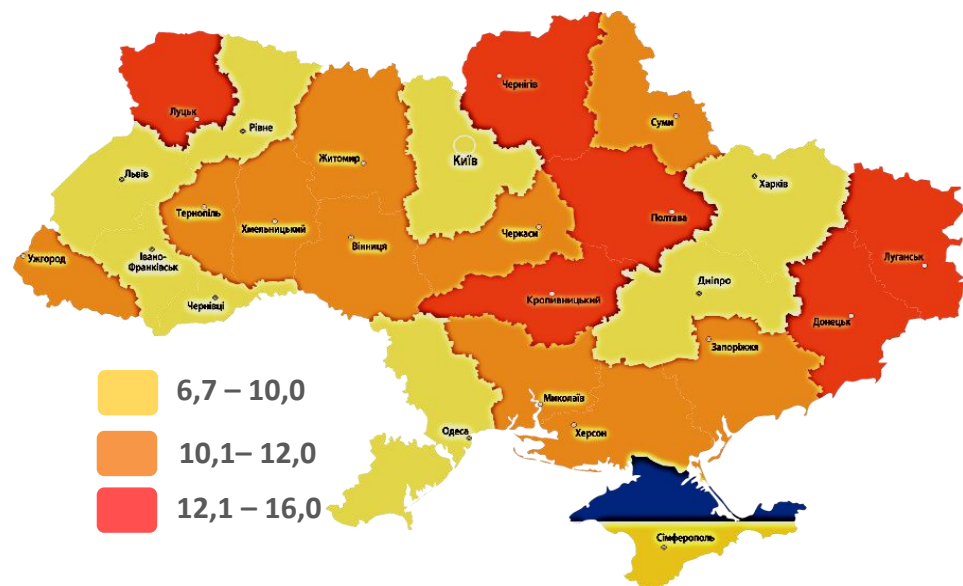 Чернігів
Луцьк
Суми
Рівне
Київ
Житомир
Харків
Львів
Тернопіль
Полтава
Хмельницький
Черкаси
Вінниця
Ужгород
Івано-
Франківськ
Луганськ
Дніпро
Чернівці
Кропивницький
Донецьк
Запоріжжя
6,7 – 10,0
Миколаїв
Херсон
Одеса
10,1– 12,0
12,1 – 16,0
Сімферополь